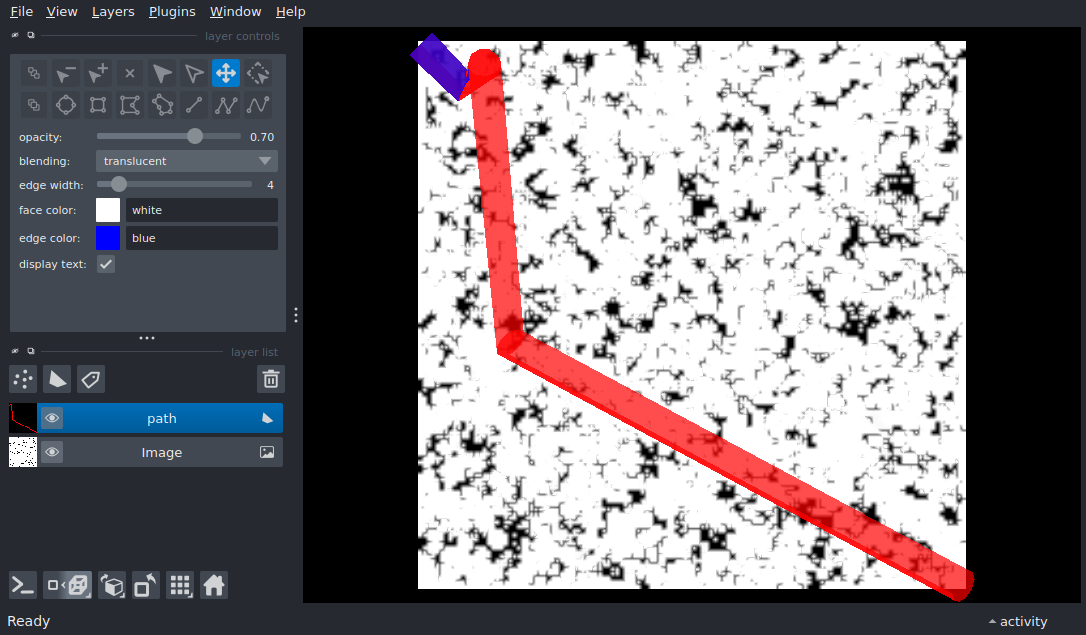 File View Layers Plugins Window Help
layer controls
opacity: 0.70
blending: translucent
edge width: 4
face color: white
edge color: blue
display text:
layer list
path
Image
Ready
activity